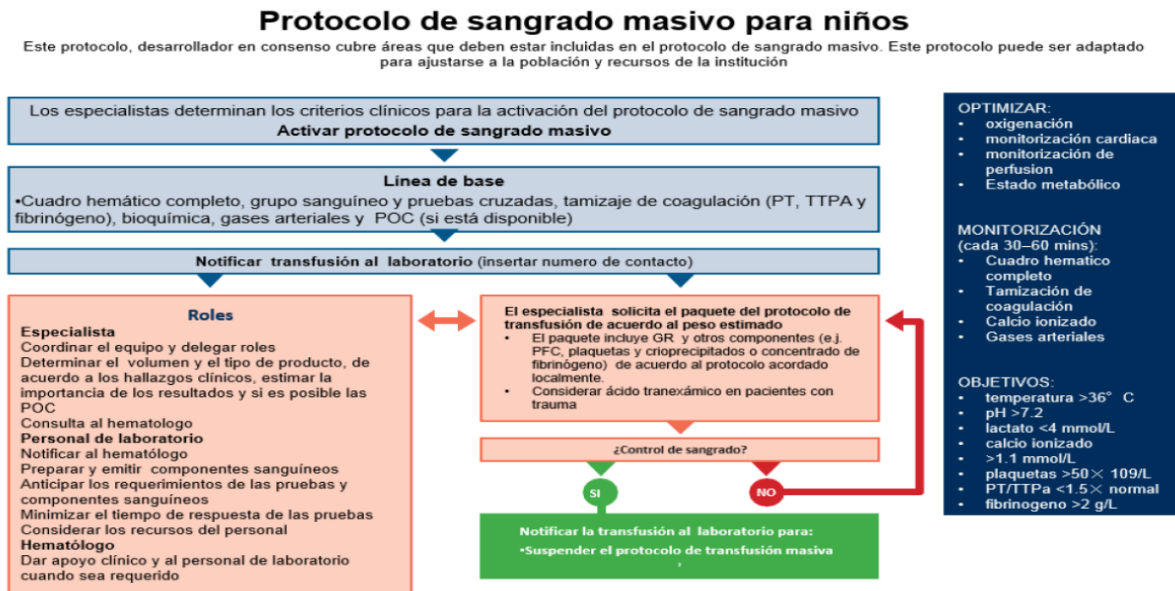 Protocolo de sangrado masivo para niños
Este protocolo, desarrollador en consenso cubre áreas que deben estar incluidas en el protocolo de sangrado masivo. Este protocolo puede ser adaptado
para ajustarse a la población y recursos de la institución
Los especialistas determinan los criterios clínicos para la activación del protocolo de sangrado masivo
Activar protocolo de sangrado masivo
Línea de base
•Cuadro hemático completo, grupo sanguíneo y pruebas cruzadas, tamizaje de coagulación (PT, TTPA y
fibrinógeno), bioquímica, gases arteriales y POC (si está disponible)
Notificar transfusión al laboratorio (insertar numero de contacto)
Roles
Especialista
Coordinar el equipo y delegar roles
Determinar el volumen y el tipo de producto, de
acuerdo a los hallazgos clínicos, estimar la
importancia de los resultados y si es posible las
POC
Consulta al hematologo
Personal de laboratorio
Notificar al hematólogo
Preparar y emitir componentes sanguíneos
Anticipar los requerimientos de las pruebas y
componentes sanguíneos
Minimizar el tiempo de respuesta de las pruebas
Considerar los recursos del personal
Hematólogo
Dar apoyo clínico y al personal de laboratorio
cuando sea requerido
El especialista solicita el paquete del protocolo de
transfusión de acuerdo al peso estimado
• El paquete incluye GR y otros componentes (e.j.
PFC, plaquetas y crioprecipitados o concentrado de
fibrinógeno) de acuerdo al protocolo acordado
localmente.
• Considerar ácido tranexámico en pacientes con
trauma
¿Control de sangrado?
SI
NO
Notificar la transfusión al laboratorio para:
•Suspender el protocolo de transfusión masiva
,
OPTIMIZAR:
• oxigenación
• monitorización cardiaca
• monitorización de
perfusion
• Estado metabólico
MONITORIZACIÓN
(cada 30–60 mins):
• Cuadro hematico
completo
• Tamización de
coagulación
• Calcio ionizado
• Gases arteriales
OBJETIVOS:
• temperatura >36° C
• pH >7.2
• lactato <4 mmol/L
• calcio ionizado
• >1.1 mmol/L
• plaquetas >50× 109/L
• PT/TTPa <1.5× normal
• fibrinogeno >2 g/L